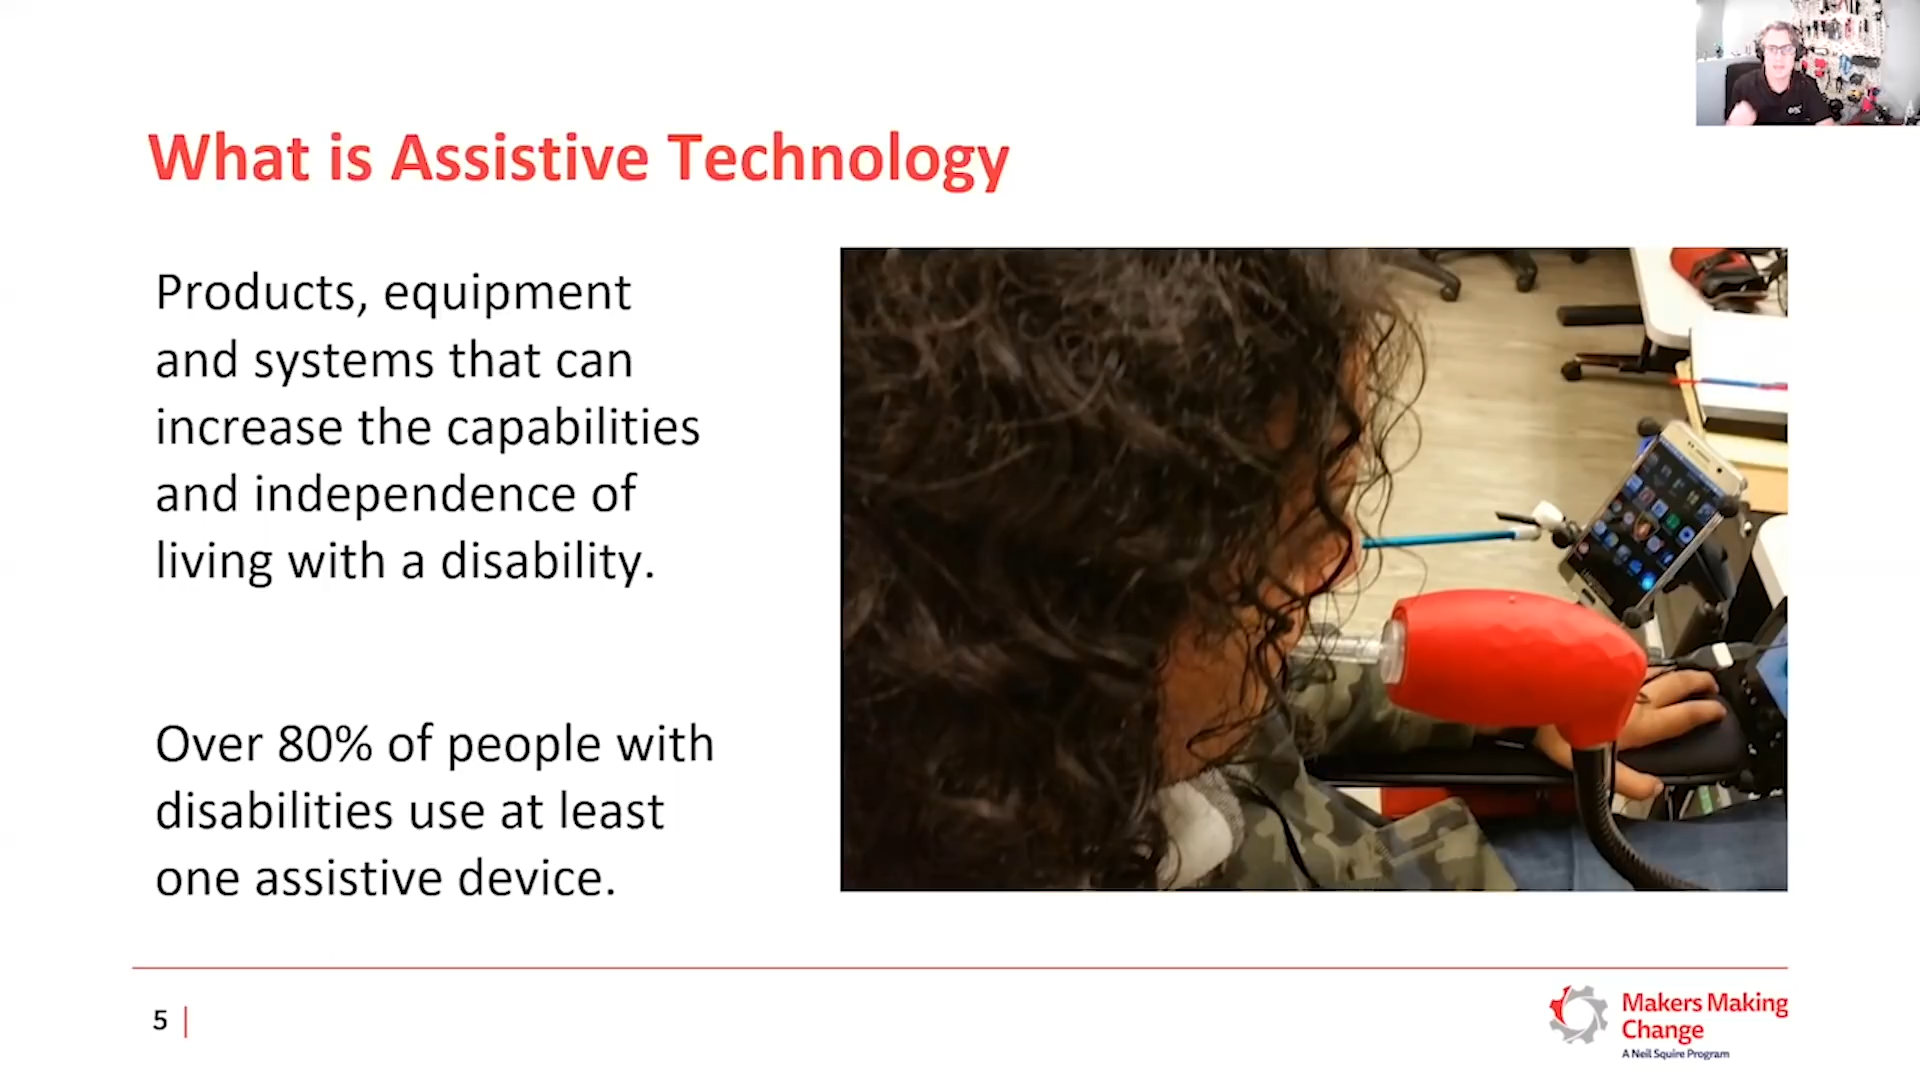 What is Assistive Technology
Products, equipment
and systems that can
increase the capabilities
and independence of
living with a disability.
Over 80% of people with
disabilities use at least
one assistive device.
5
Makers Making
Change
A Neil Squire Program